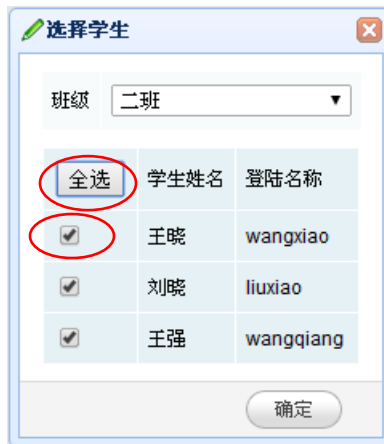 选择学生
班级 二班
全选 学生姓名 登陆名称
王晓 wangxiao
刘晓 liuxiao
王强 wangqiang
确定